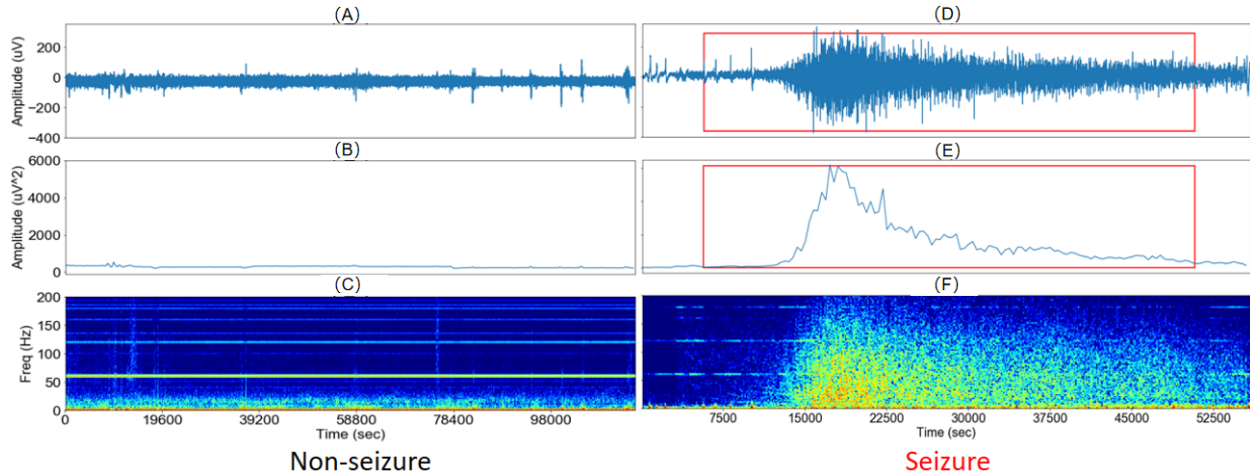 (A)
(D)
Amplitude (uV)
200
0
−200
−400
(B)
(E)
Amplitude (uV^2)
6000
4000
2000
0
(C)
(F)
Freq (Hz)
200
150
100
50
0
19600 39200 58800 78400 98000
7500 15000 22500 30000 37500 45000 52500
Time (sec)
Time (sec)
Non-seizure
Seizure